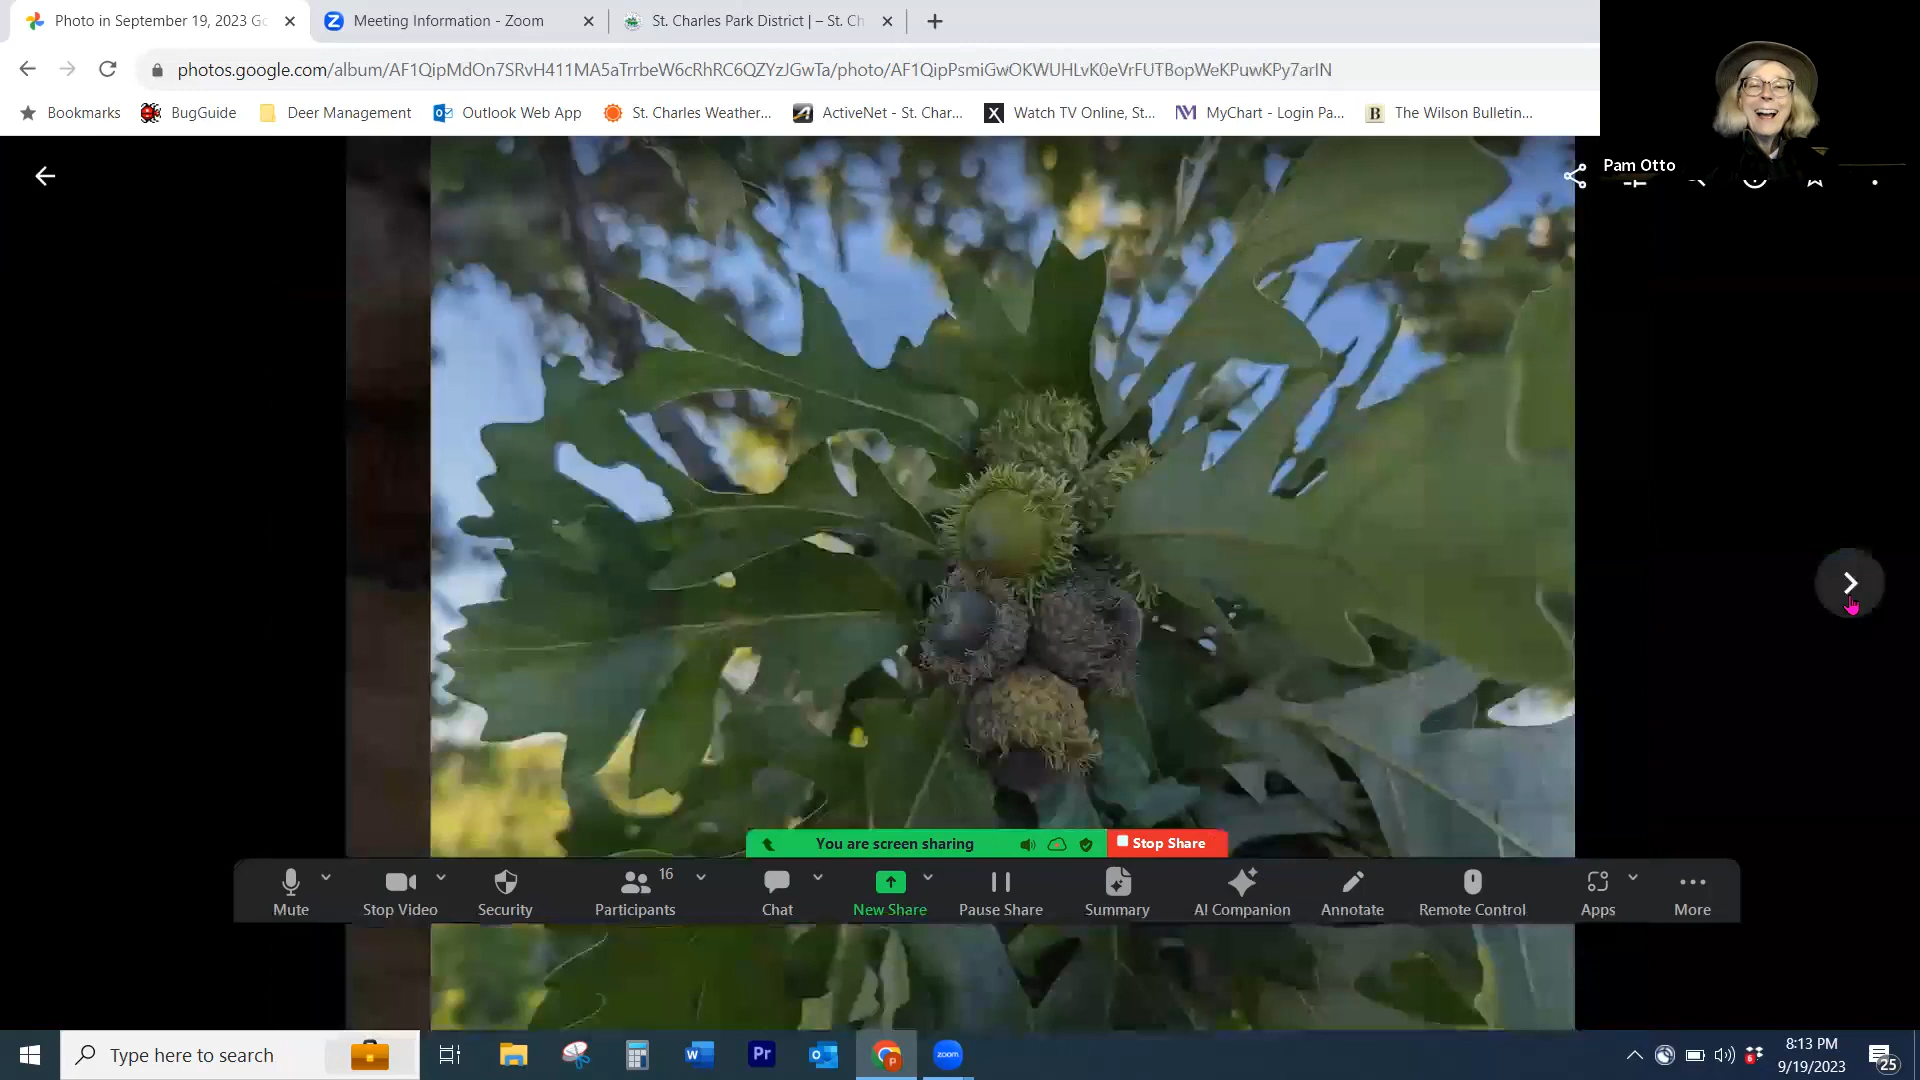 Photo in September 19, 2023 Go
Meeting Information - Zoom
St. Charles Park District | – St. Ch
photos.google.com/album/AF1QipMdOn7SRvH411MA5aTrrbeW6cRhRC6QZYzJGwTa/photo/AF1QipPsmiGwOKWUHLvK0eVrFUTBopWeKPuwKPy7arIN
Bookmarks
BugGuide
Deer Management
Outlook Web App
St. Charles Weather...
ActiveNet - St. Char...
Watch TV Online, St...
MyChart - Login Pa...
The Wilson Bulletin...
Pam Otto
You are screen sharing
Stop Share
Mute
Stop Video
Security
16
Participants
Chat
New Share
Pause Share
Summary
AI Companion
Annotate
Remote Control
Apps
More
Type here to search
8:13 PM
9/19/2023
25